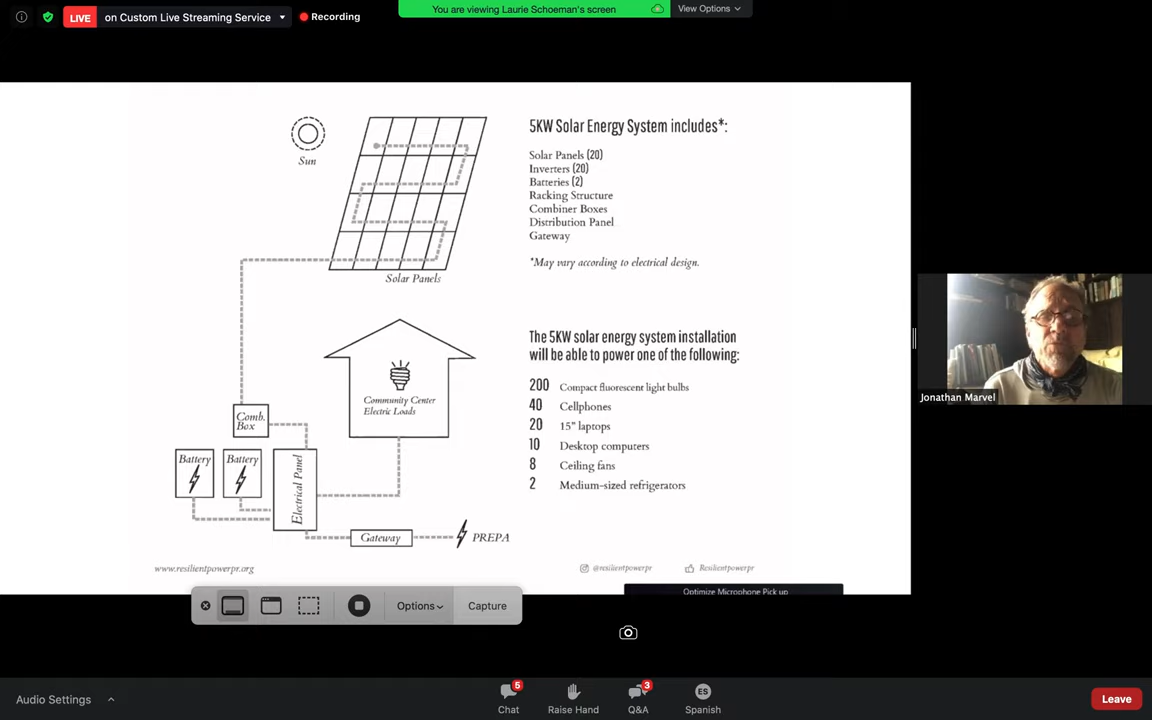 LIVE
on Custom Live Streaming Service
Recording
You are viewing Laurie Schoeman's screen
View Options
Sun
Solar Panels
5KW Solar Energy System includes*:
Solar Panels (20)
Inverters (20)
Batteries (2)
Racking Structure
Combiner Boxes
Distribution Panel
Gateway
*May vary according to electrical design.
Community Center
Electric Loads
Comb.
Box
Battery
Battery
Electrical Panel
Gateway
PREPA
The 5KW solar energy system installation
will be able to power one of the following:
200 Compact fluorescent light bulbs
40 Cellphones
20 15" laptops
10 Desktop computers
8 Ceiling fans
2 Medium-sized refrigerators
www.resilientpowerpr.org
@resilientpowerpr
Resilientpowerpr
Jonathan Marvel
Optimize Microphone Pick up
Options
Capture
Audio Settings
5
Chat
Raise Hand
3
Q&A
ES
Spanish
Leave